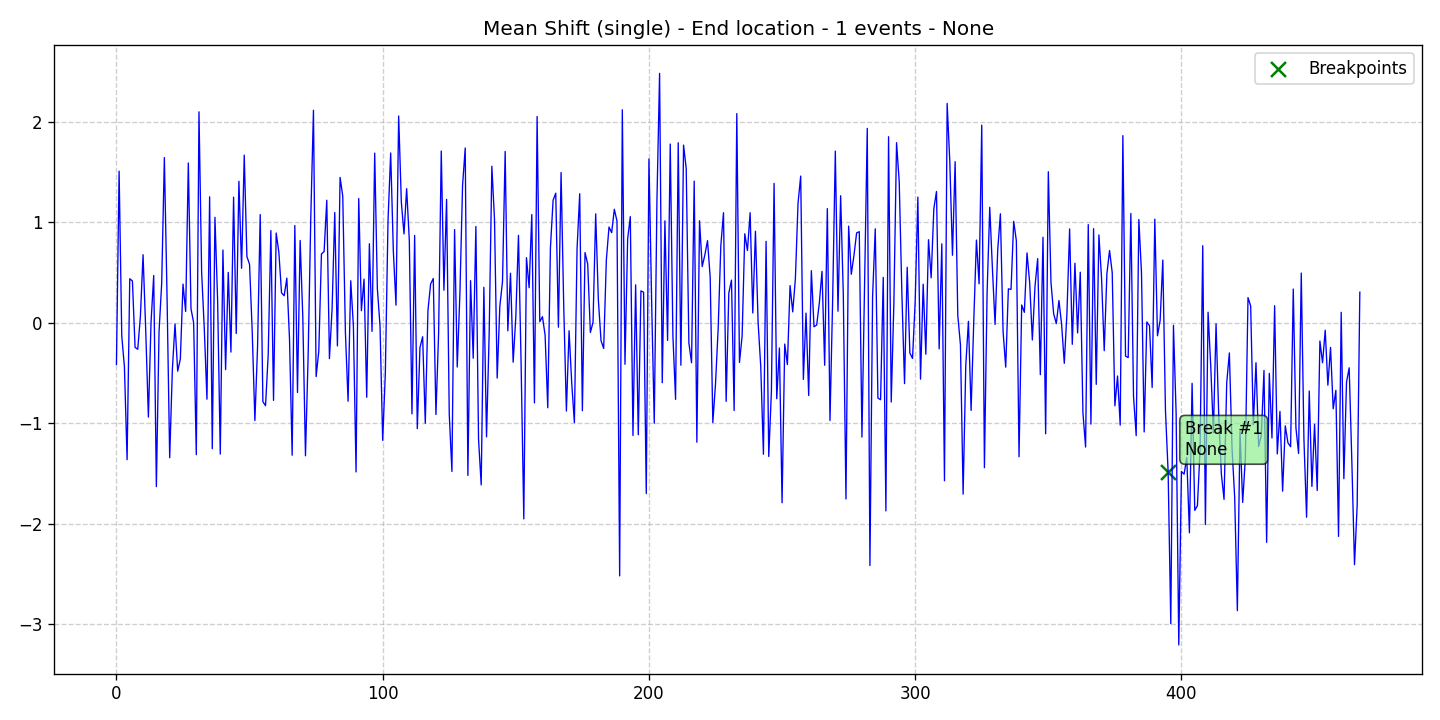 Mean Shift (single) - End location - 1 events - None
Breakpoints
2
1
0
−1
−2
−3
Break #1
None
0
100
200
300
400